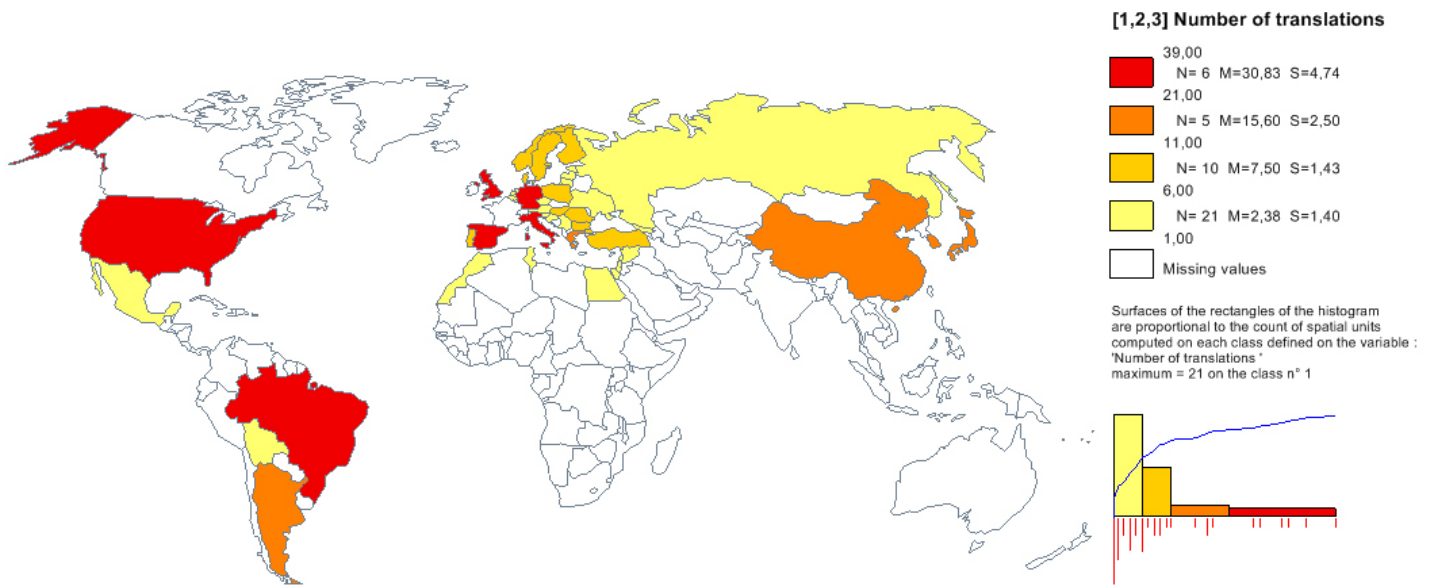 [1,2,3] Number of translations
39,00
N= 6 M=30,83 S=4,74
21,00
N= 5 M=15,60 S=2,50
11,00
N= 10 M=7,50 S=1,43
6,00
N= 21 M=2,38 S=1,40
1,00
Missing values
Surfaces of the rectangles of the histogram
are proportional to the count of spatial units
computed on each class defined on the variable :
'Number of translations '
maximum = 21 on the class n° 1